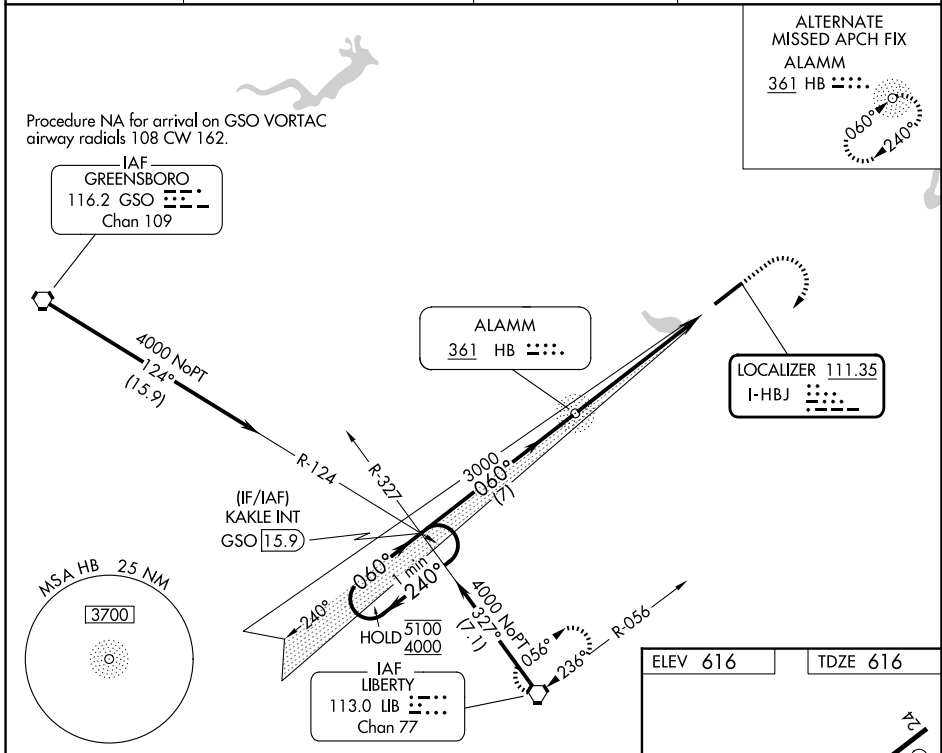 ALTERNATE
MISSED APCH FIX
ALAMM
361 HB
060°
240°
Procedure NA for arrival on GSO VORTAC
airway radials 108 CW 162.
IAF
GREENSBORO
116.2 GSO
Chan 109
4000 NoPT
124°
(15.9)
R-124
ALAMM
361 HB
LOCALIZER 111.35
I-HBJ
R-327
3000
060°
(7)
(IF/IAF)
KAKLE INT
GSO 15.9
060°
1 min
240°
240°
HOLD 5100
4000
4000 NoPT
327°
(7.1)
056°
236°
R-056
MSA HB 25 NM
3700
IAF
LIBERTY
113.0 LIB
Chan 77
ELEV 616
TDZE 616
24